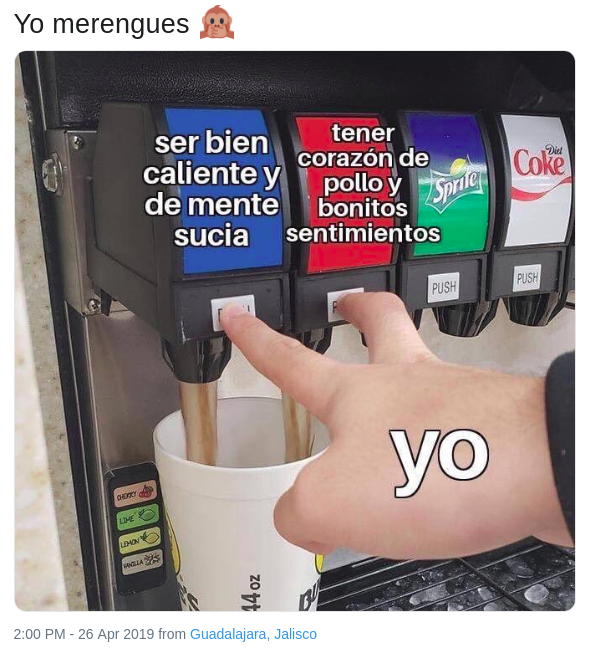 Yo merengues 🙊
ser bien
caliente y
de mente
sucia
tener
corazón de
pollo y
bonitos
sentimientos
Sprite
Diet
Coke
PUSH
PUSH
yo
CHERRY
LIME
LEMON
VANILLA
44 oz
2:00 PM - 26 Apr 2019 from Guadalajara, Jalisco